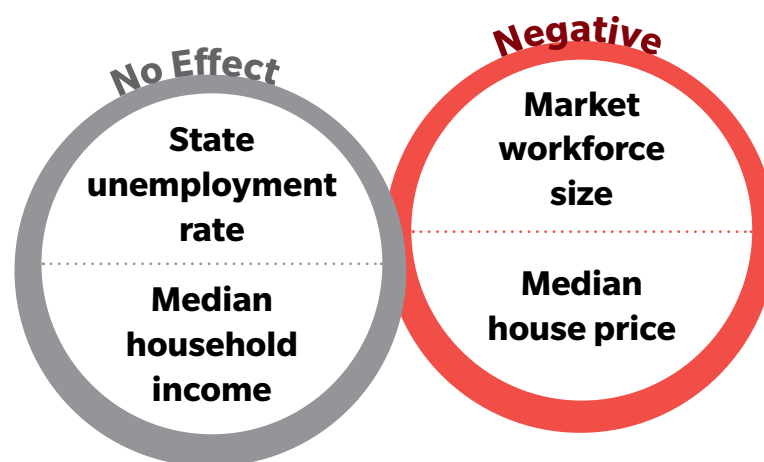 No Effect
State
unemployment
rate
Median
household
income
Negative
Market
workforce
size
Median
house price